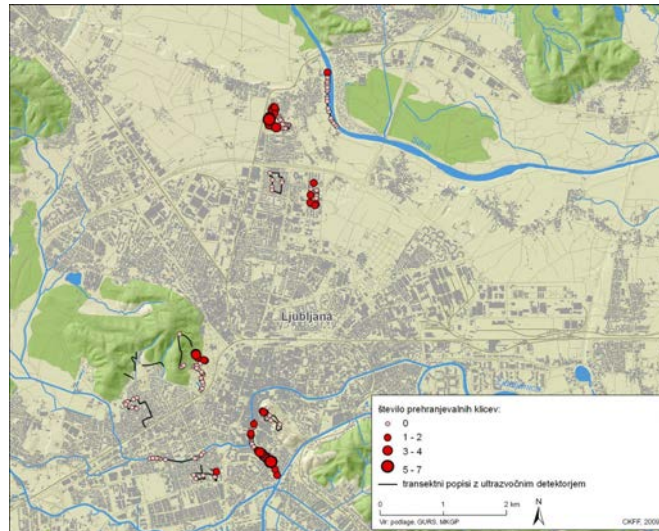 Ljubljana
število prehranjevalnih klicev:
0
1 - 2
3 - 4
5 - 7
transektni popisi z ultrazvočnim detektorjem
0 1 2 km
N
Vir: podlage, GURS, MKGP
CKFF, 2009